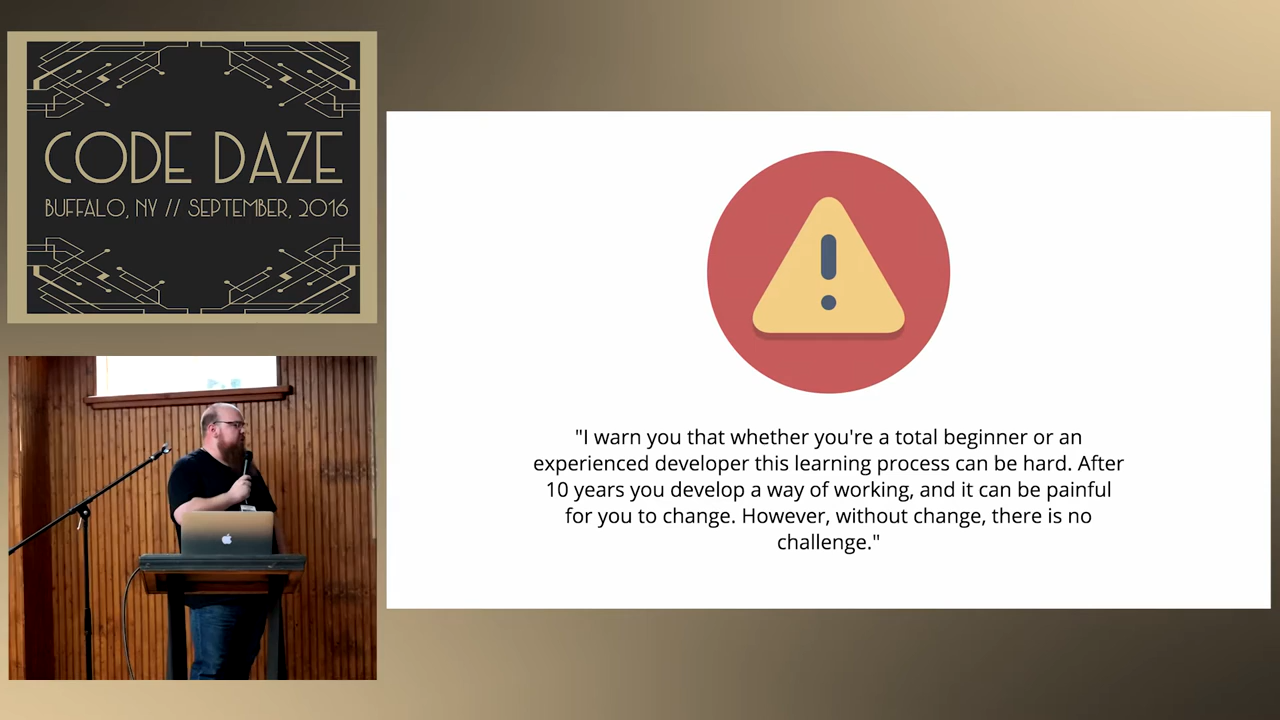 CODE DAZE
BUFFALO, NY // SEPTEMBER, 2016
"I warn you that whether you're a total beginner or an
experienced developer this learning process can be hard. After
10 years you develop a way of working, and it can be painful
for you to change. However, without change, there is no
challenge."